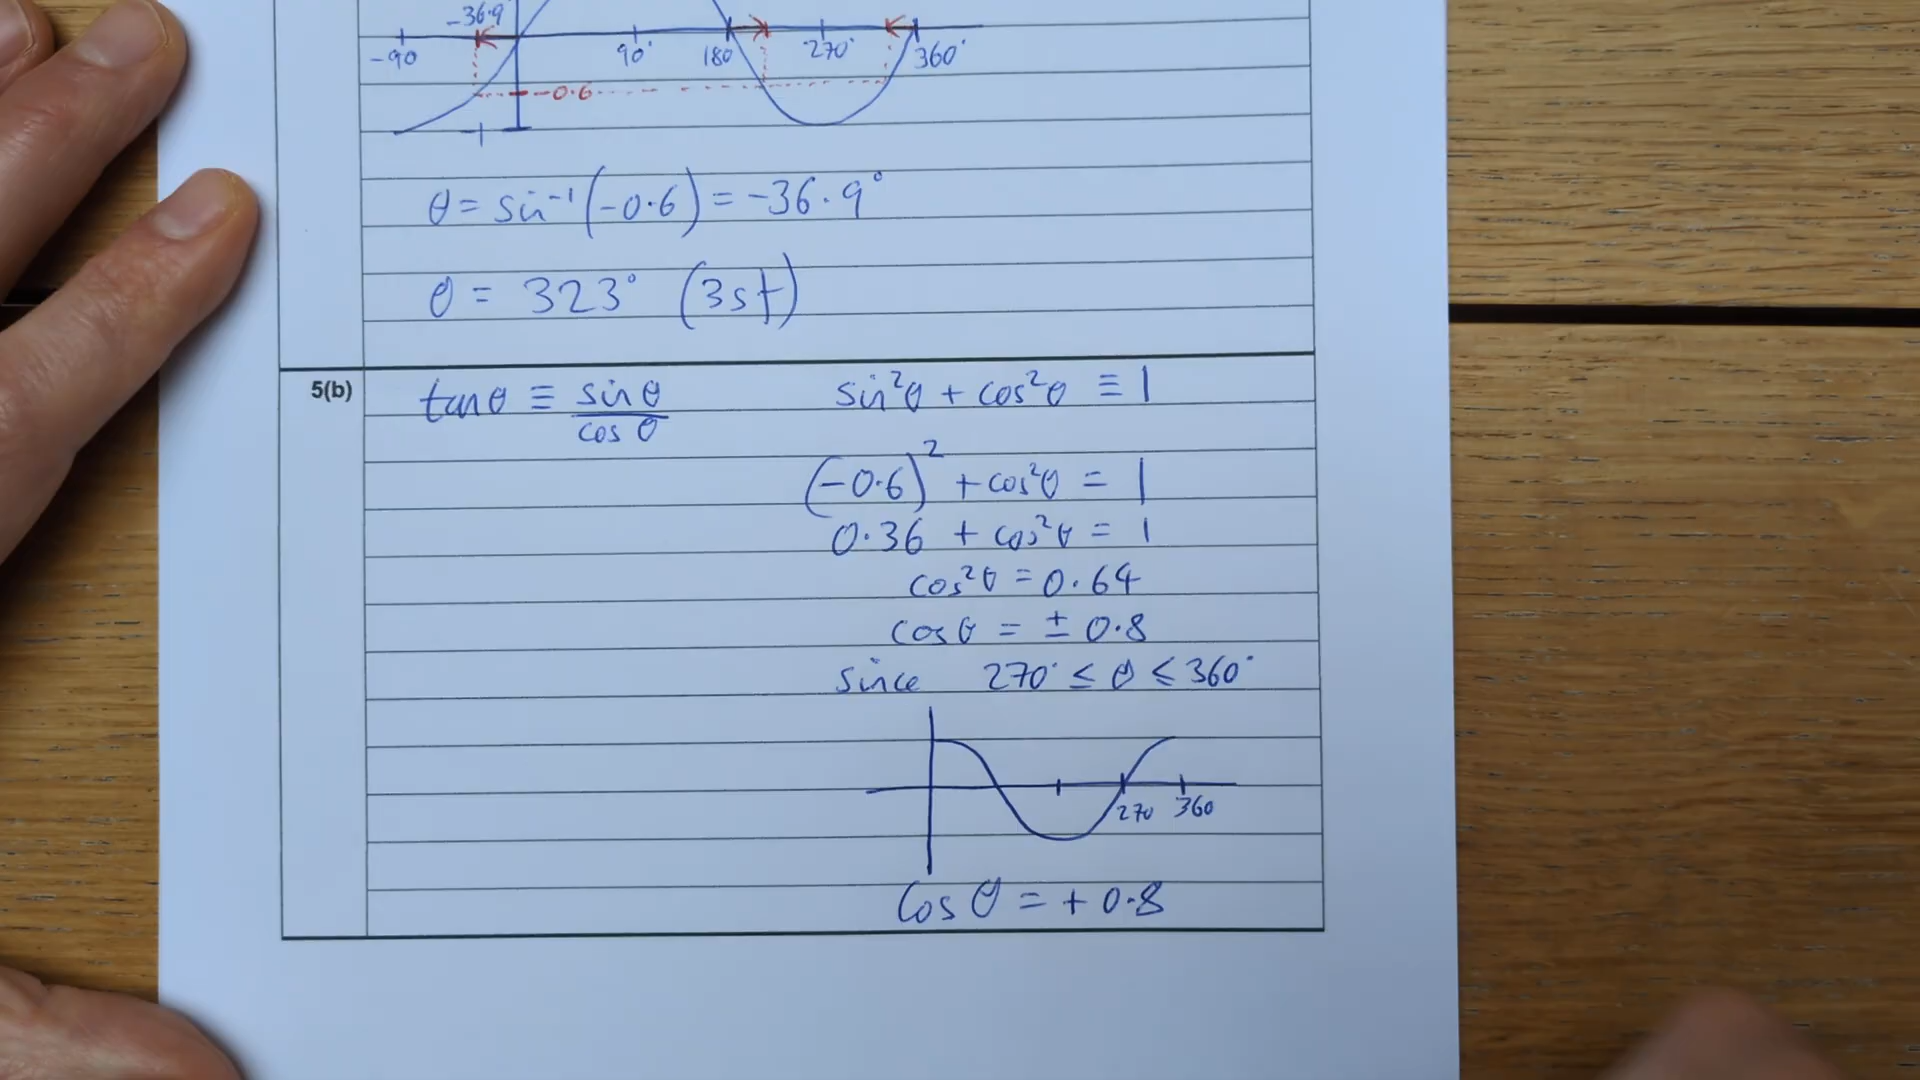 -36.9
-90 90° 180 270° 360°
-0.6
-1
θ = sin⁻¹(-0.6) = -36.9°
θ = 323° (3sf)
5(b) tanθ ≡ sinθ/cosθ sin²θ + cos²θ ≡ 1
(-0.6)² + cos²θ = 1
0.36 + cos²θ = 1
cos²θ = 0.64
cosθ = ± 0.8
since 270° ≤ θ ≤ 360°
270 360
Cosθ = + 0.8